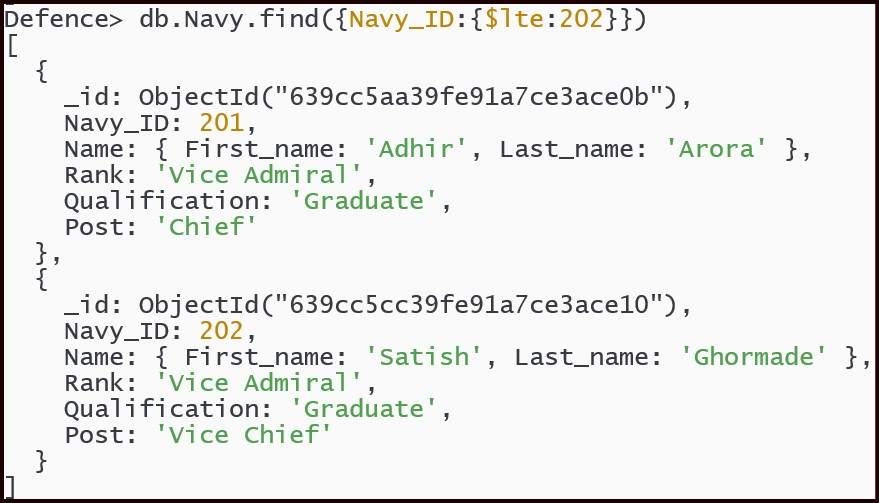 Defence> db.Navy.find({Navy_ID:{$lte:202}})
[
  {
    _id: ObjectId("639cc5aa39fe91a7ce3ace0b"),
    Navy_ID: 201,
    Name: { First_name: 'Adhir', Last_name: 'Arora' },
    Rank: 'Vice Admiral',
    Qualification: 'Graduate',
    Post: 'Chief'
  },
  {
    _id: ObjectId("639cc5cc39fe91a7ce3ace10"),
    Navy_ID: 202,
    Name: { First_name: 'Satish', Last_name: 'Ghormade' },
    Rank: 'Vice Admiral',
    Qualification: 'Graduate',
    Post: 'Vice Chief'
  }
]